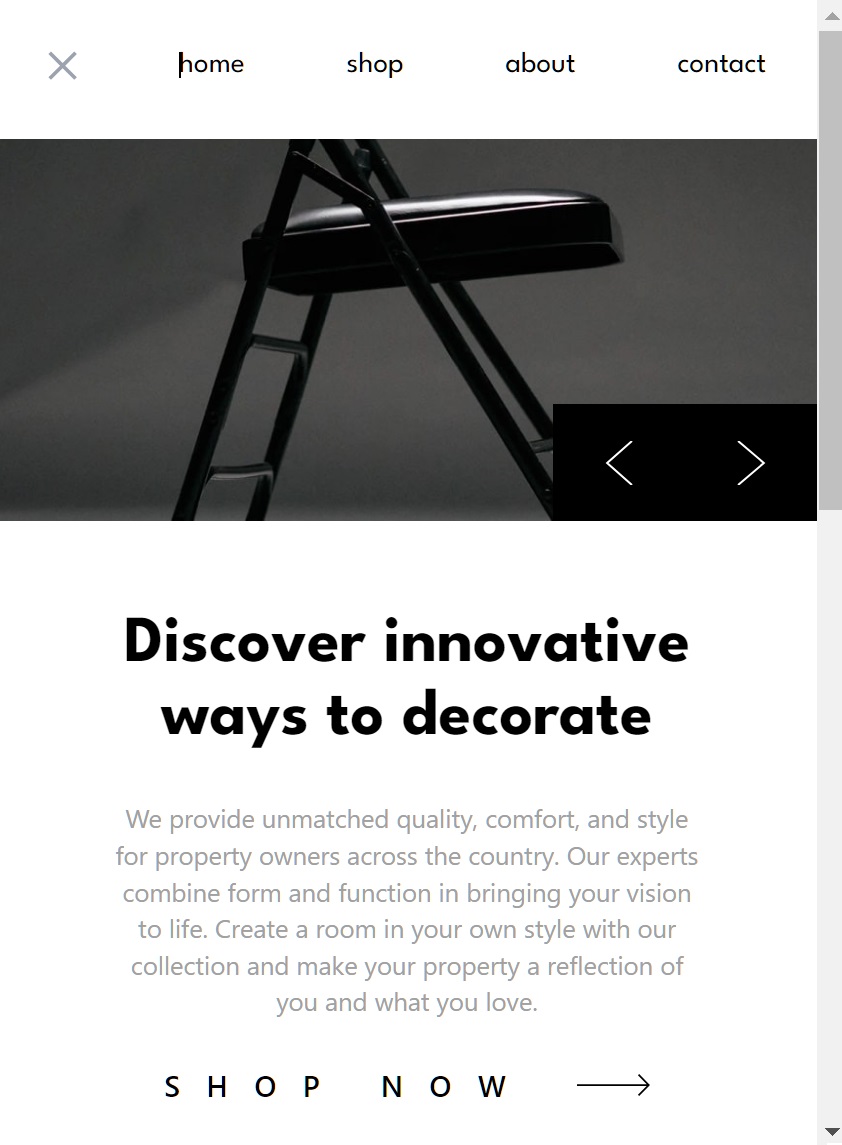 home shop about contact
Discover innovative
ways to decorate
We provide unmatched quality, comfort, and style
for property owners across the country. Our experts
combine form and function in bringing your vision
to life. Create a room in your own style with our
collection and make your property a reflection of
you and what you love.
SHOP NOW